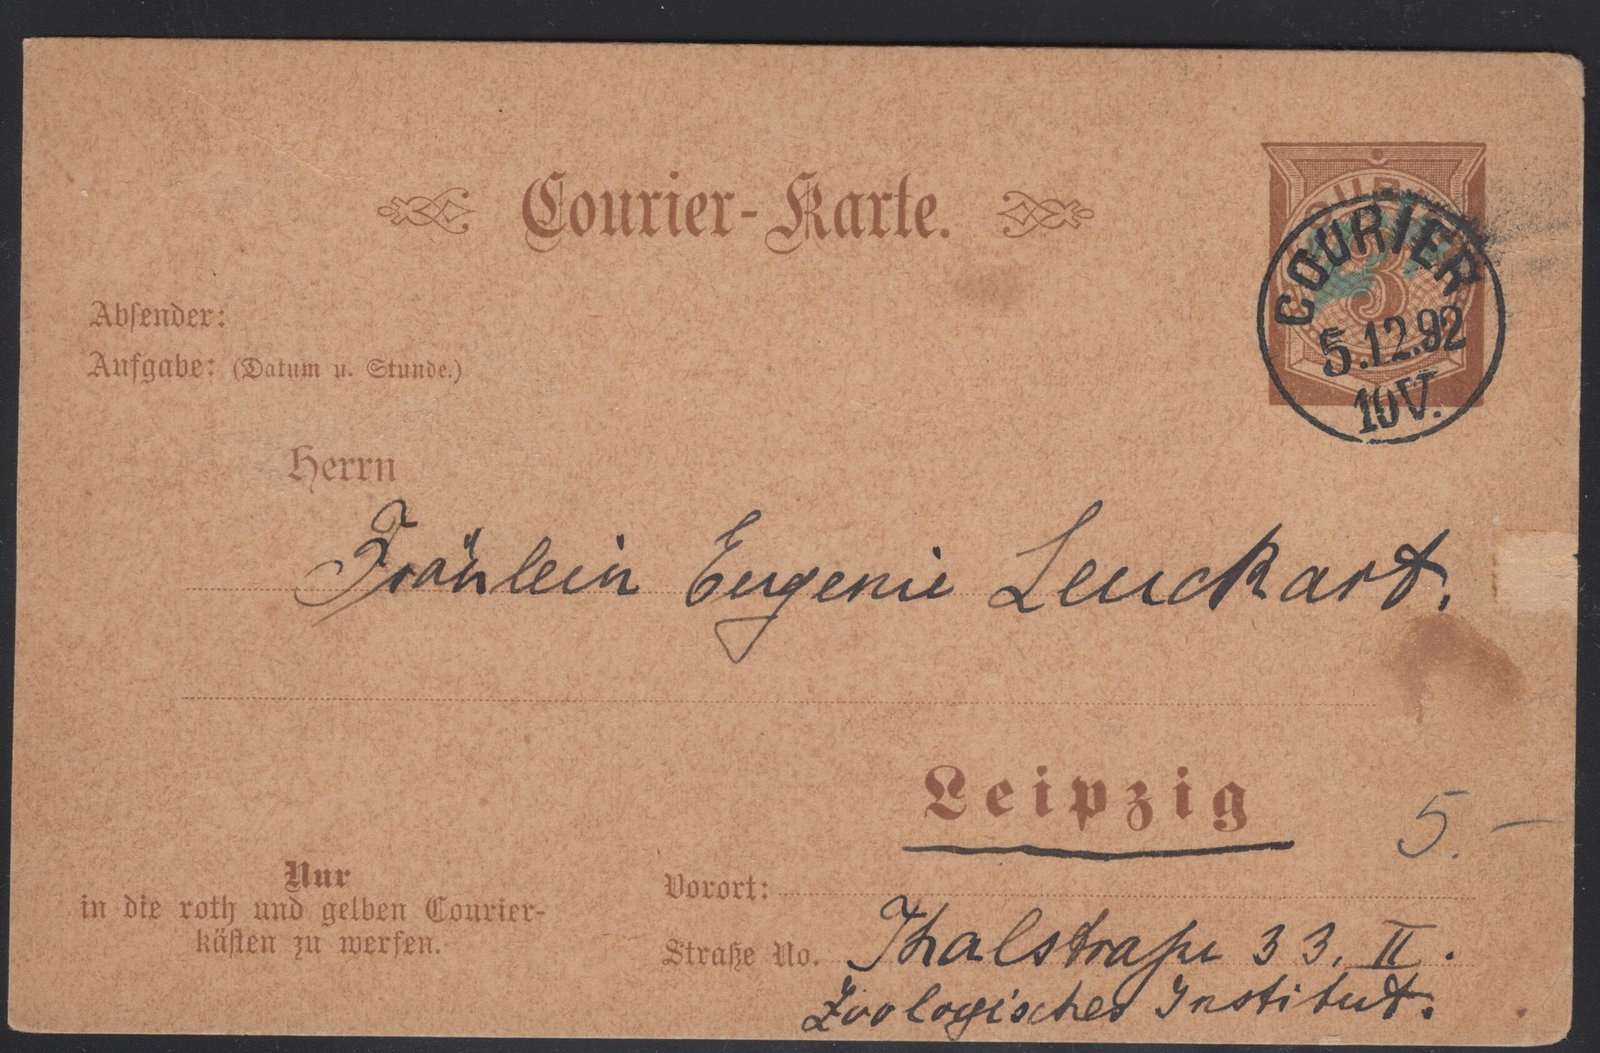 Courier-Karte.
COURIER
3
5.12.92
10V.
Absender:
Aufgabe: (Datum u. Stunde.)
Herrn
Fräulein Eugenie Leuckart.
Leipzig
5.-
Nur
in die roth und gelben Courier-
kästen zu werfen.
Vorort:
Straße No. Thalstraße 33, II.
Zoologisches Institut.